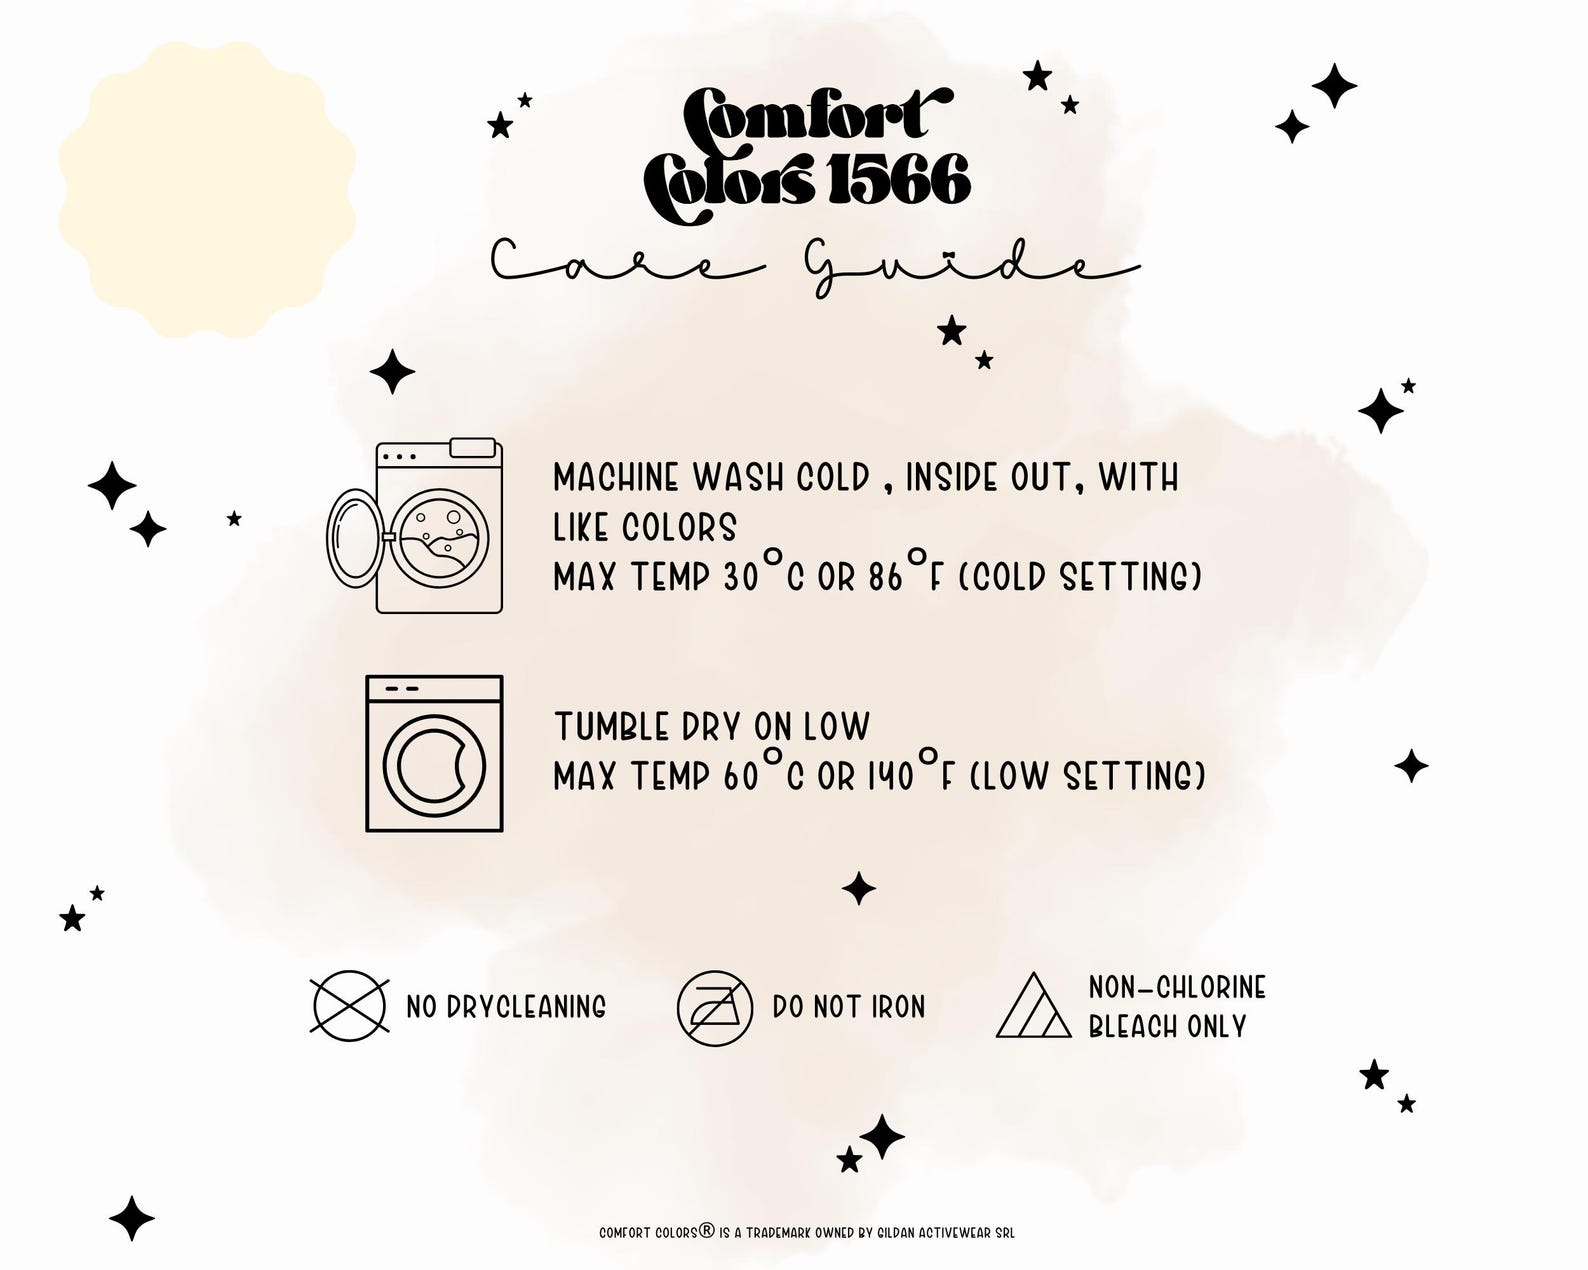 Comfort
Colors 1566
Care Guide
MACHINE WASH COLD , INSIDE OUT, WITH
LIKE COLORS
MAX TEMP 30°C OR 86°F (COLD SETTING)
TUMBLE DRY ON LOW
MAX TEMP 60°C OR 140°F (LOW SETTING)
NO DRYCLEANING
DO NOT IRON
NON-CHLORINE
BLEACH ONLY
COMFORT COLORS® IS A TRADEMARK OWNED BY GILDAN ACTIVEWEAR SRL